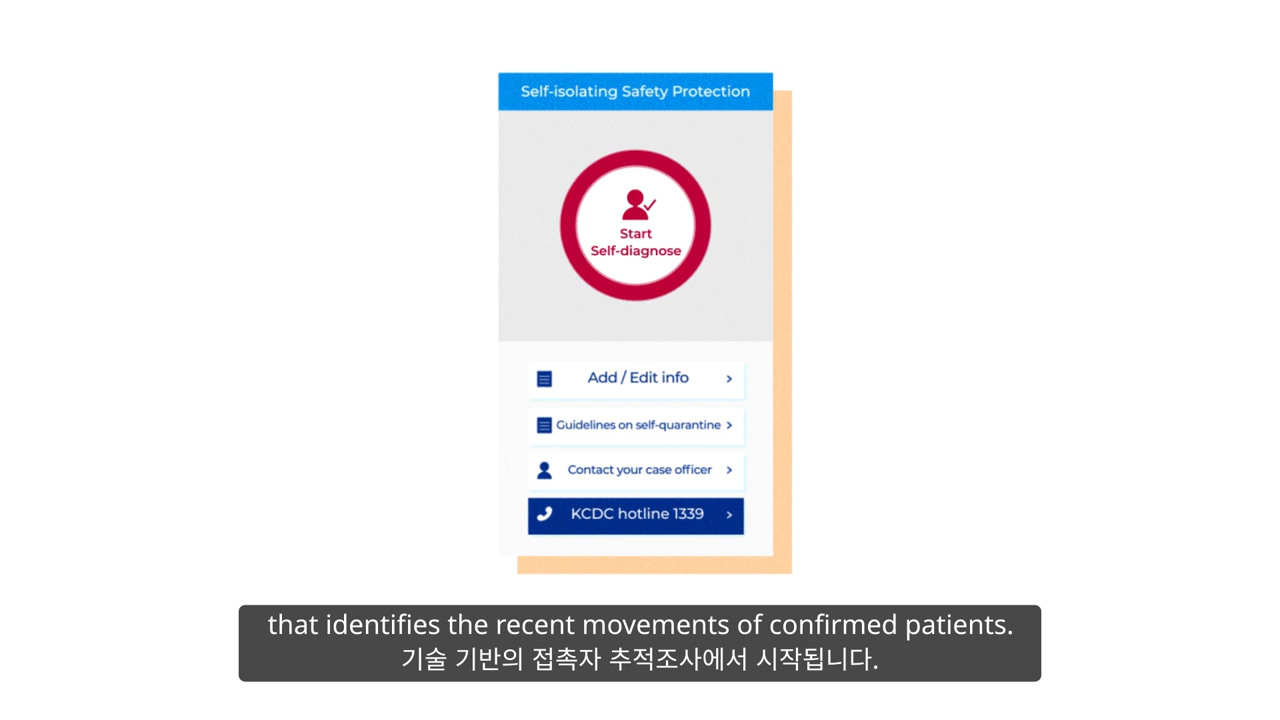 Self-isolating Safety Protection
Start
Self-diagnose
Add / Edit info
Guidelines on self-quarantine
Contact your case officer
KCDC hotline 1339
that identifies the recent movements of confirmed patients.
기술 기반의 접촉자 추적조사에서 시작됩니다.